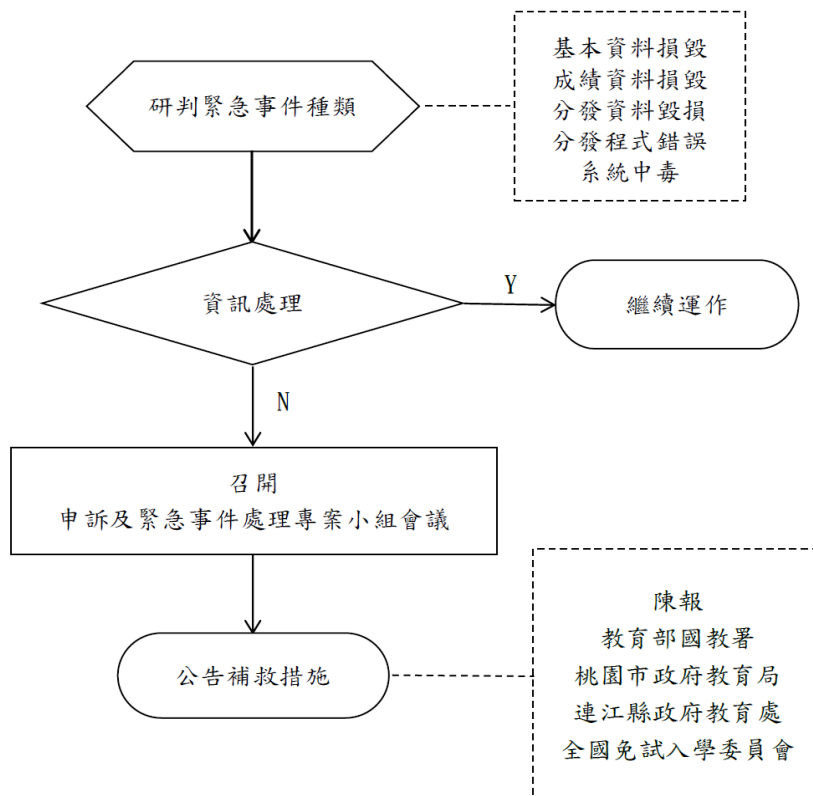 研判緊急事件種類
基本資料損毀
成績資料損毀
分發資料毀損
分發程式錯誤
系統中毒
資訊處理
Y
繼續運作
N
召開
申訴及緊急事件處理專案小組會議
公告補救措施
陳報
教育部國教署
桃園市政府教育局
連江縣政府教育處
全國免試入學委員會